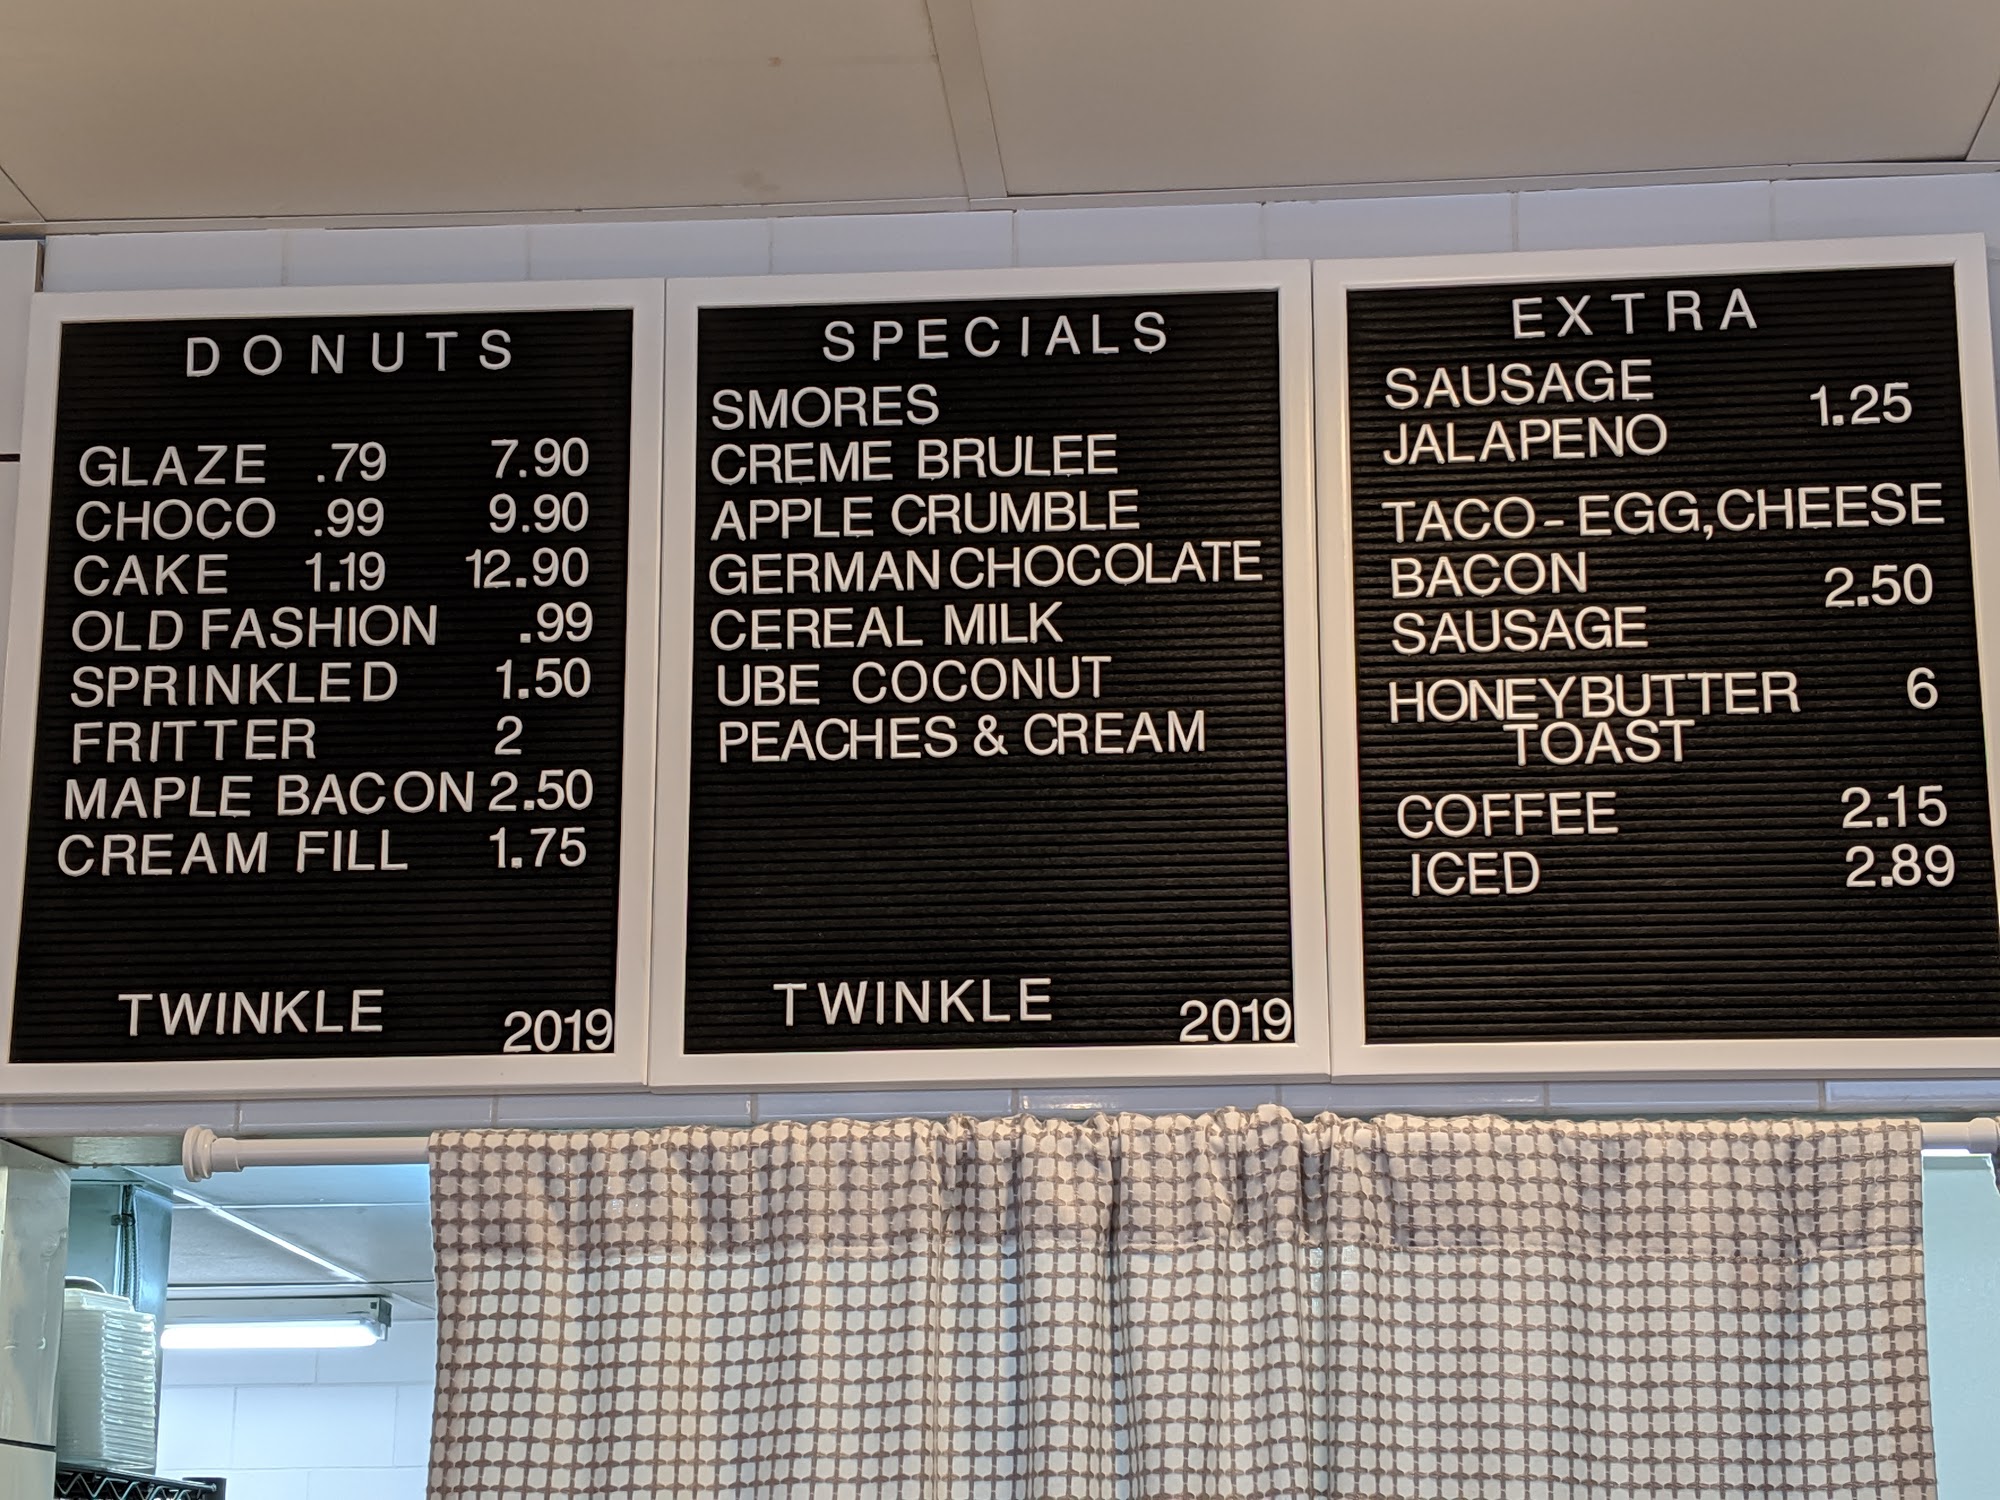 DONUTS
GLAZE .79 7.90
CHOCO .99 9.90
CAKE 1.19 12.90
OLD FASHION .99
SPRINKLED 1.50
FRITTER 2
MAPLE BACON 2.50
CREAM FILL 1.75
TWINKLE
2019
SPECIALS
SMORES
CREME BRULEE
APPLE CRUMBLE
GERMAN CHOCOLATE
CEREAL MILK
UBE COCONUT
PEACHES & CREAM
TWINKLE
2019
EXTRA
SAUSAGE
1.25
JALAPENO
TACO - EGG, CHEESE
BACON
2.50
SAUSAGE
HONEYBUTTER 6
TOAST
COFFEE 2.15
ICED 2.89